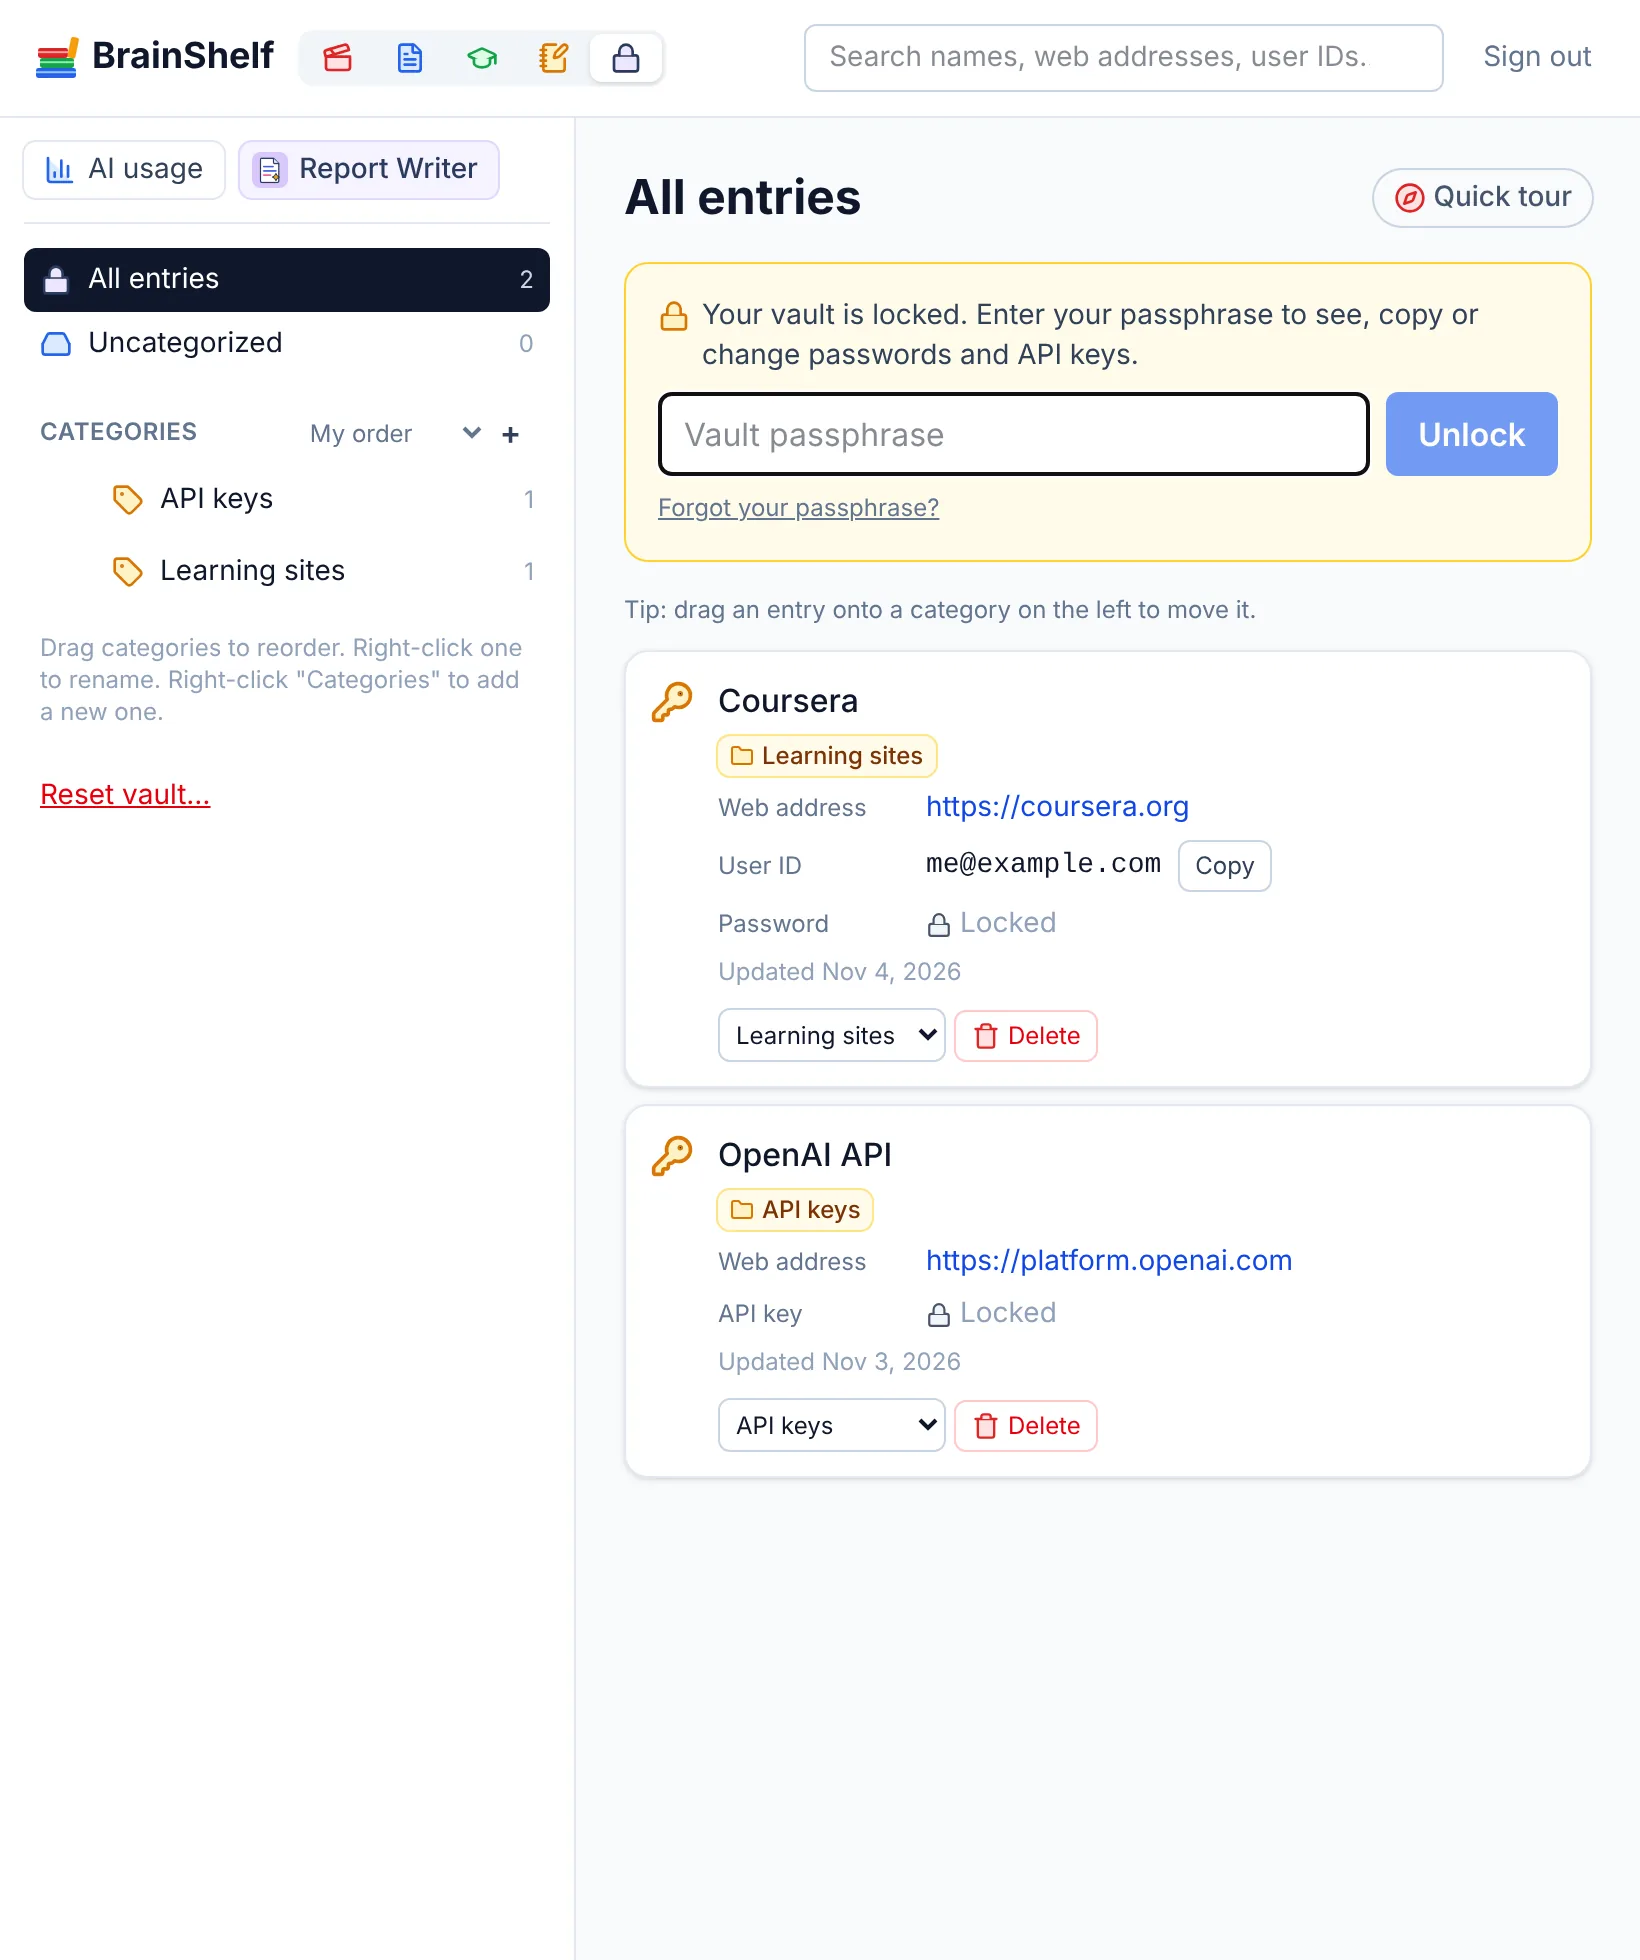 BrainShelf
Search names, web addresses, user IDs.
Sign out
AI usage
Report Writer
All entries 2
Uncategorized 0
CATEGORIES
My order
+
API keys 1
Learning sites 1
Drag categories to reorder. Right-click one
to rename. Right-click "Categories" to add
a new one.
Reset vault...
All entries
Quick tour
Your vault is locked. Enter your passphrase to see, copy or
change passwords and API keys.
Vault passphrase
Unlock
Forgot your passphrase?
Tip: drag an entry onto a category on the left to move it.
Coursera
Learning sites
Web address https://coursera.org
User ID me@example.com Copy
Password Locked
Updated Nov 4, 2026
Learning sites Delete
OpenAI API
API keys
Web address https://platform.openai.com
API key Locked
Updated Nov 3, 2026
API keys Delete